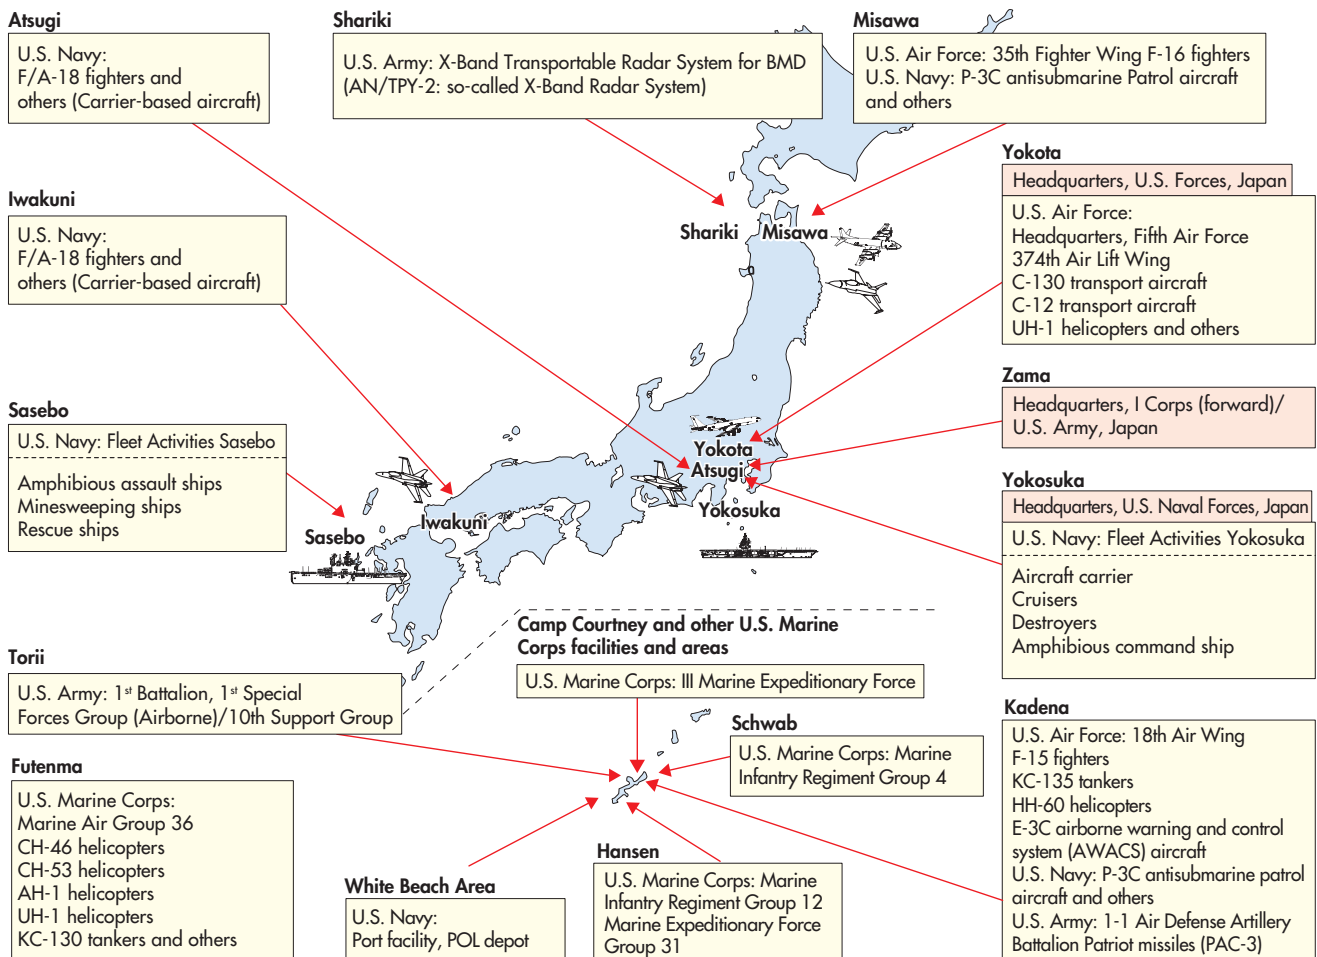 Atsugi
U.S. Navy:
F/A-18 fighters and
others (Carrier-based aircraft)
Shariki
U.S. Army: X-Band Transportable Radar System for BMD
(AN/TPY-2: so-called X-Band Radar System)
Misawa
U.S. Air Force: 35th Fighter Wing F-16 fighters
U.S. Navy: P-3C antisubmarine Patrol aircraft
and others
Iwakuni
U.S. Navy:
F/A-18 fighters and
others (Carrier-based aircraft)
Yokota
Headquarters, U.S. Forces, Japan
U.S. Air Force:
Headquarters, Fifth Air Force
374th Air Lift Wing
C-130 transport aircraft
C-12 transport aircraft
UH-1 helicopters and others
Shariki
Misawa
Zama
Headquarters, I Corps (forward)/
U.S. Army, Japan
Sasebo
U.S. Navy: Fleet Activities Sasebo
Amphibious assault ships
Minesweeping ships
Rescue ships
Yokota
Atsugi
Yokosuka
Iwakuni
Sasebo
Yokosuka
Headquarters, U.S. Naval Forces, Japan
U.S. Navy: Fleet Activities Yokosuka
Aircraft carrier
Cruisers
Destroyers
Amphibious command ship
Torii
U.S. Army: 1st Battalion, 1st Special
Forces Group (Airborne)/10th Support Group
Camp Courtney and other U.S. Marine
Corps facilities and areas
U.S. Marine Corps: III Marine Expeditionary Force
Schwab
U.S. Marine Corps: Marine
Infantry Regiment Group 4
Kadena
U.S. Air Force: 18th Air Wing
F-15 fighters
KC-135 tankers
HH-60 helicopters
E-3C airborne warning and control
system (AWACS) aircraft
U.S. Navy: P-3C antisubmarine patrol
aircraft and others
U.S. Army: 1-1 Air Defense Artillery
Battalion Patriot missiles (PAC-3)
Futenma
U.S. Marine Corps:
Marine Air Group 36
CH-46 helicopters
CH-53 helicopters
AH-1 helicopters
UH-1 helicopters
KC-130 tankers and others
White Beach Area
U.S. Navy:
Port facility, POL depot
Hansen
U.S. Marine Corps: Marine
Infantry Regiment Group 12
Marine Expeditionary Force
Group 31